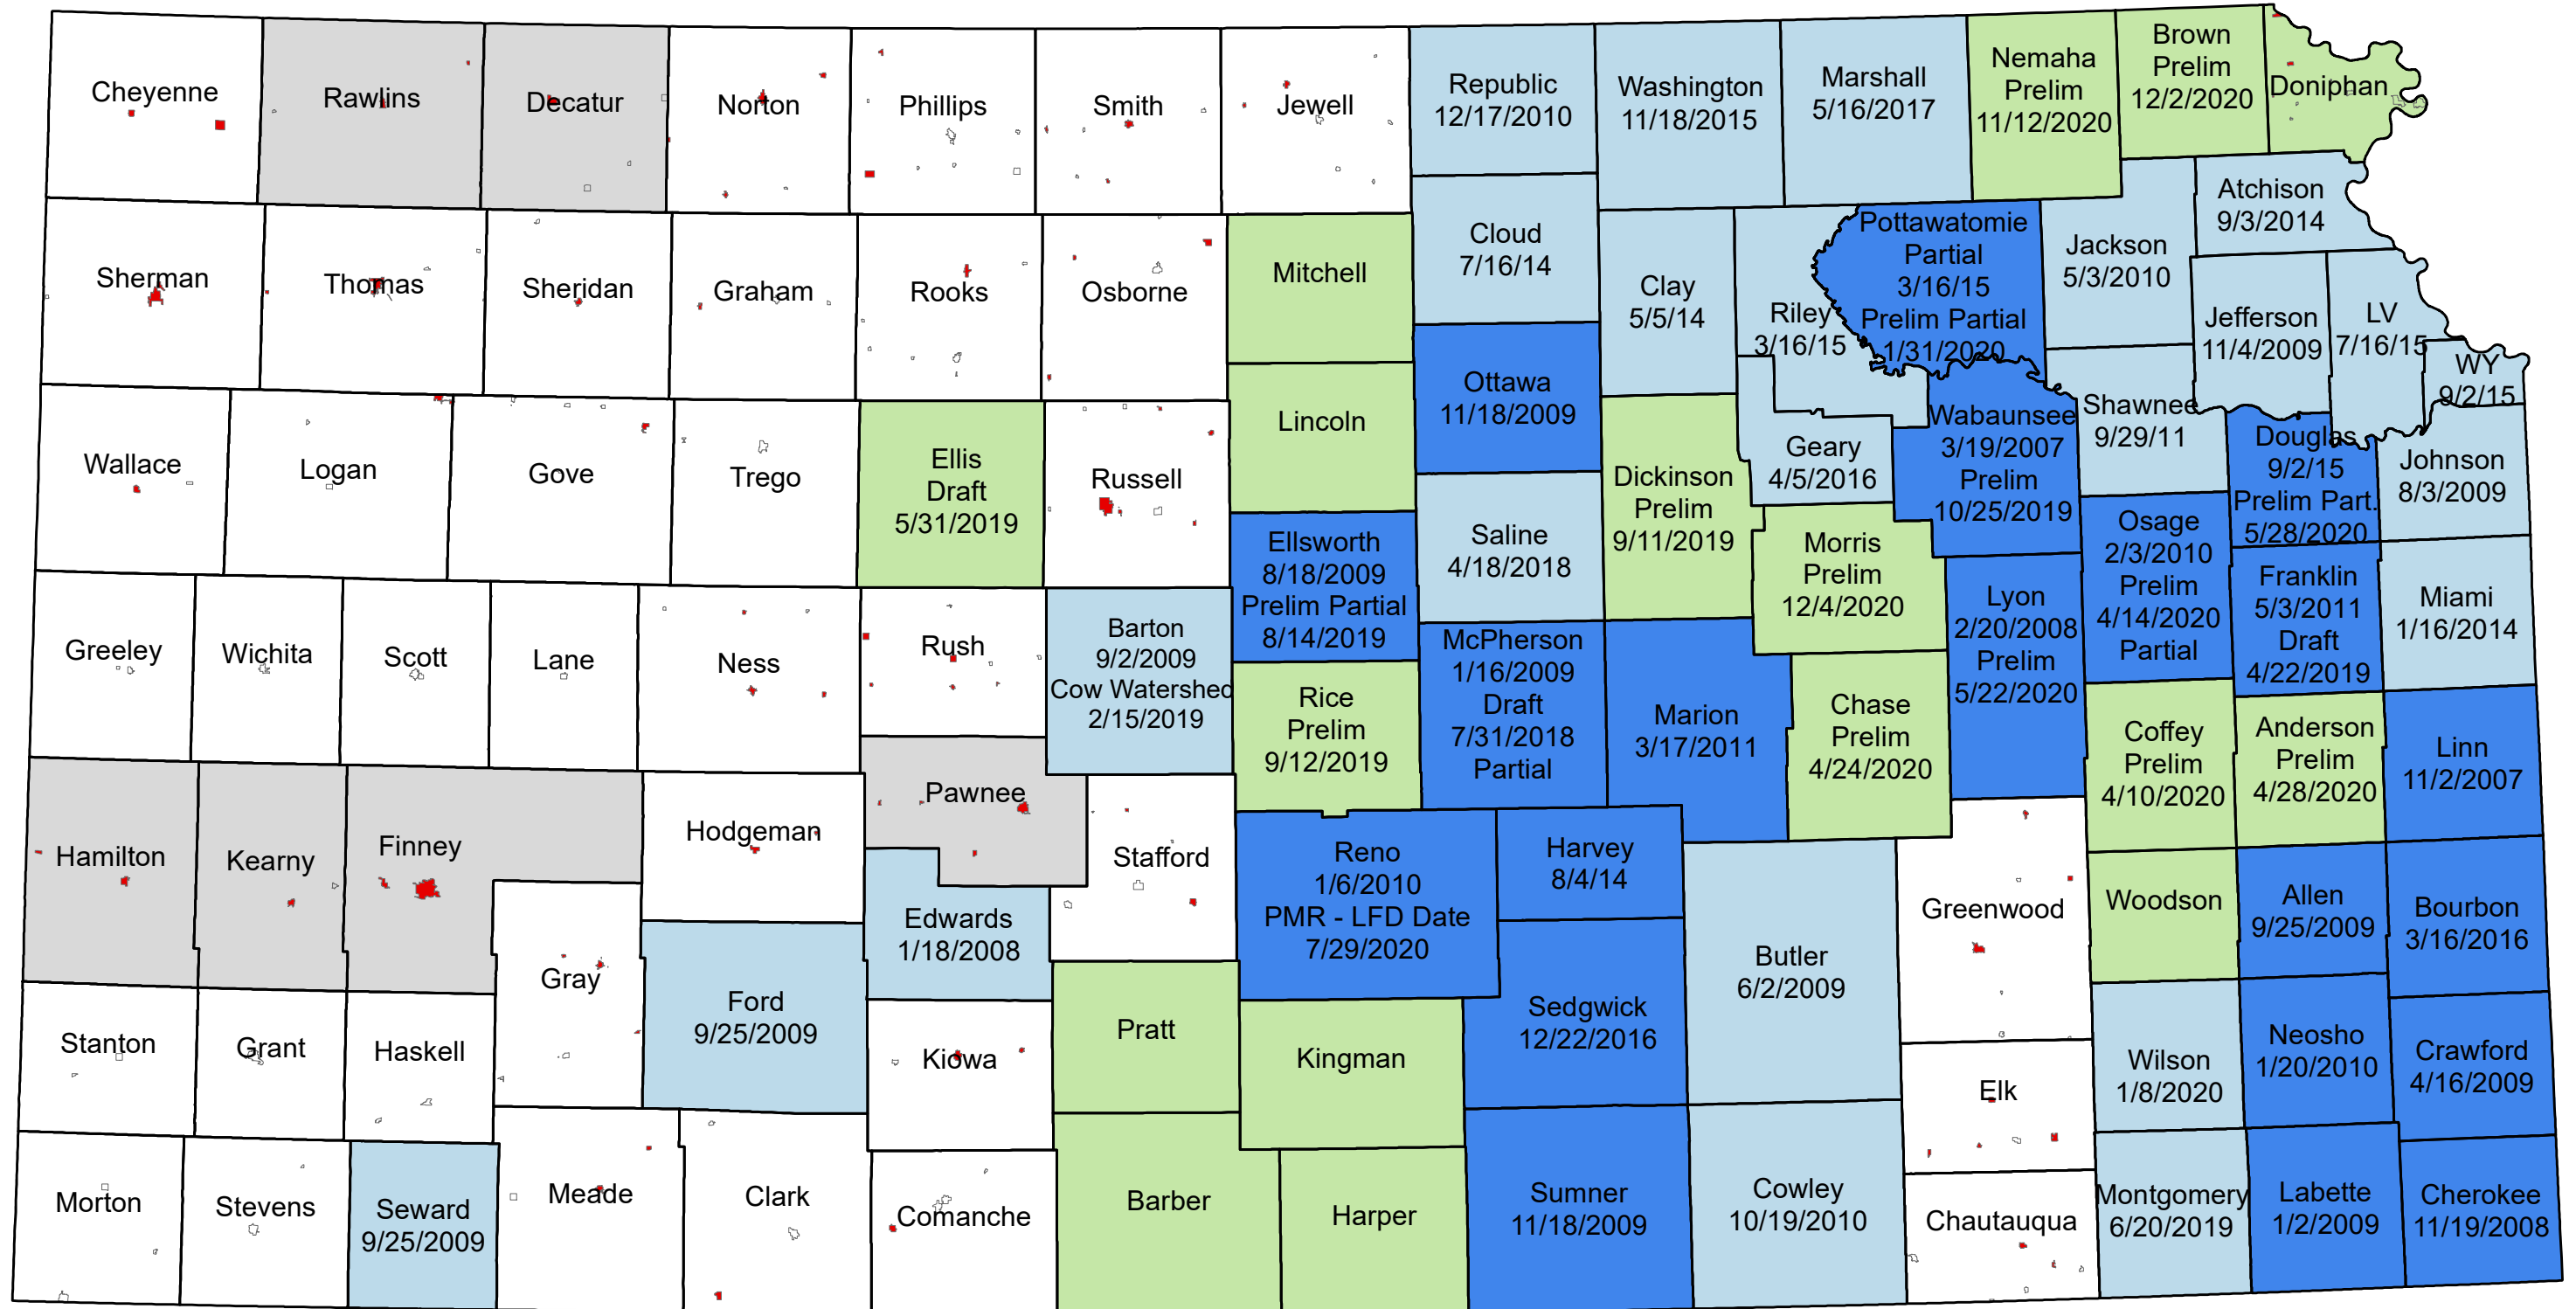 Cheyenne
Rawlins
Decatur
Norton
Phillips
Smith
Jewell
Republic
12/17/2010
Washington
11/18/2015
Marshall
5/16/2017
Nemaha
Prelim
11/12/2020
Brown
Prelim
12/2/2020
Doniphan
Atchison
9/3/2014
Sherman
Thomas
Sheridan
Graham
Rooks
Osborne
Mitchell
Cloud
7/16/14
Clay
5/5/14
Riley
3/16/15
Pottawatomie
Partial
3/16/15
Prelim Partial
1/31/2020
Jackson
5/3/2010
Jefferson
11/4/2009
LV
7/16/15
WY
9/2/15
Lincoln
Ottawa
11/18/2009
Wallace
Logan
Gove
Trego
Ellis
Draft
5/31/2019
Russell
Ellsworth
8/18/2009
Prelim Partial
8/14/2019
Saline
4/18/2018
Dickinson
Prelim
9/11/2019
Geary
4/5/2016
Morris
Prelim
12/4/2020
Wabaunsee
3/19/2007
Prelim
10/25/2019
Shawnee
9/29/11
Douglas
9/2/15
Prelim Part.
5/28/2020
Johnson
8/3/2009
Osage
2/3/2010
Prelim
4/14/2020
Partial
Franklin
5/3/2011
Draft
4/22/2019
Miami
1/16/2014
Greeley
Wichita
Scott
Lane
Ness
Rush
Barton
9/2/2009
Cow Watershed
2/15/2019
Rice
Prelim
9/12/2019
McPherson
1/16/2009
Draft
7/31/2018
Partial
Marion
3/17/2011
Chase
Prelim
4/24/2020
Lyon
2/20/2008
Prelim
5/22/2020
Coffey
Prelim
4/10/2020
Anderson
Prelim
4/28/2020
Linn
11/2/2007
Hamilton
Kearny
Finney
Hodgeman
Pawnee
Stafford
Edwards
1/18/2008
Reno
1/6/2010
PMR - LFD Date
7/29/2020
Harvey
8/4/14
Butler
6/2/2009
Greenwood
Woodson
Allen
9/25/2009
Bourbon
3/16/2016
Gray
Ford
9/25/2009
Stanton
Grant
Haskell
Kiowa
Pratt
Kingman
Sedgwick
12/22/2016
Elk
Wilson
1/8/2020
Neosho
1/20/2010
Crawford
4/16/2009
Morton
Stevens
Seward
9/25/2009
Meade
Clark
Comanche
Barber
Harper
Sumner
11/18/2009
Cowley
10/19/2010
Chautauqua
Montgomery
6/20/2019
Labette
1/2/2009
Cherokee
11/19/2008